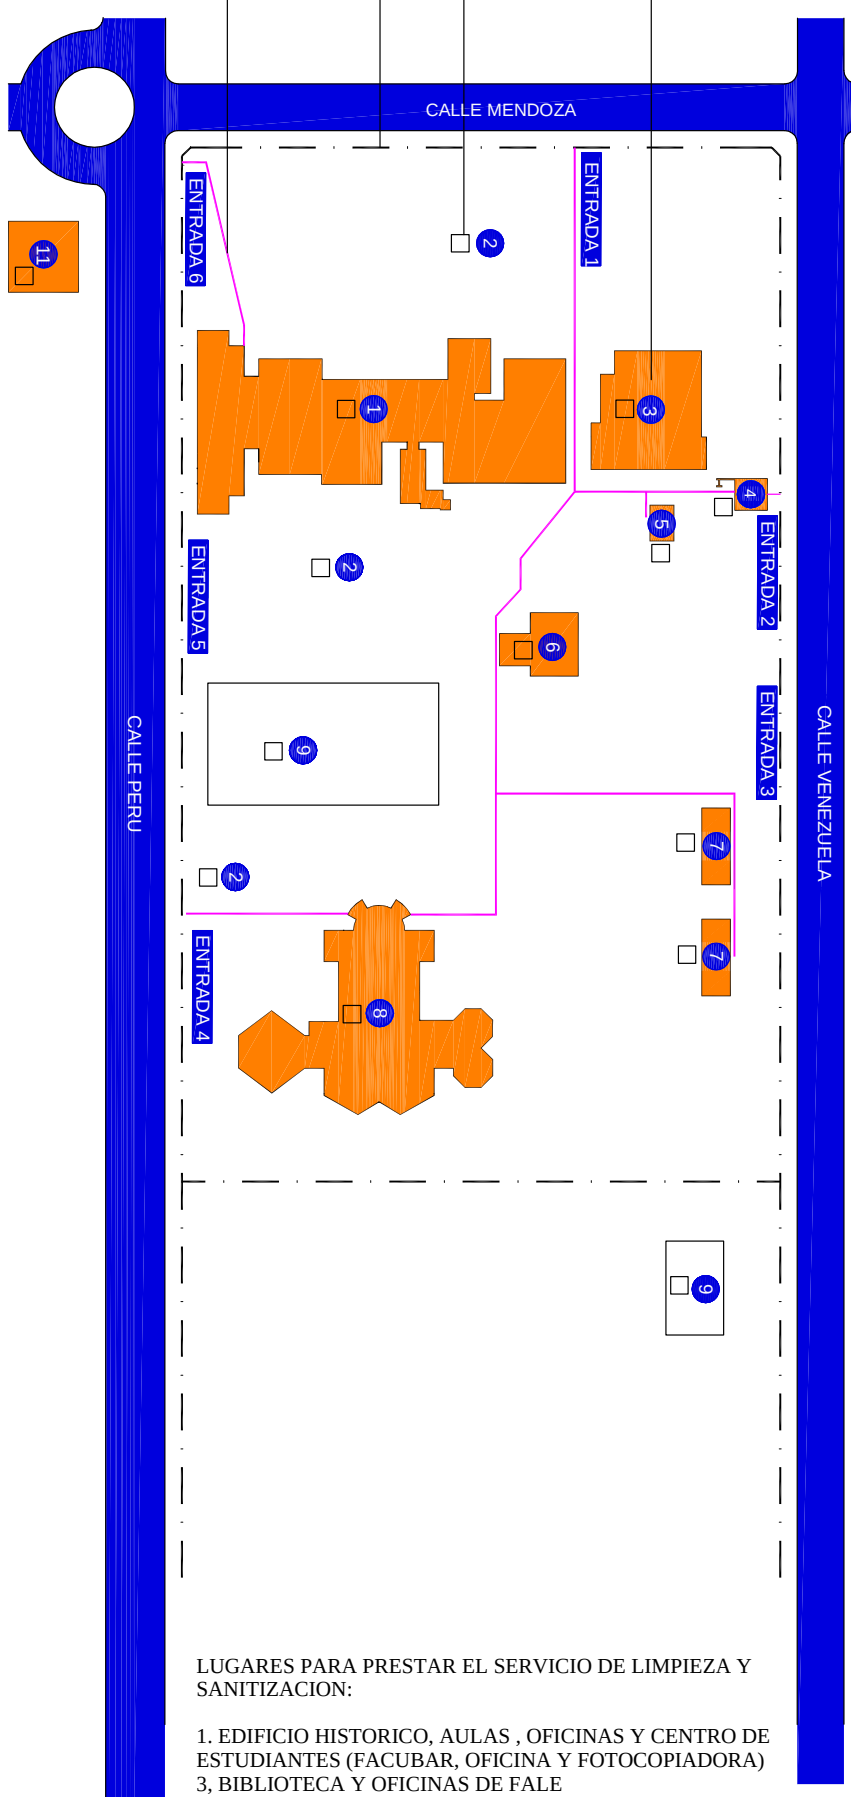 CALLE MENDOZA
ENTRADA 6
ENTRADA 1
11
2
1
3
4
5
ENTRADA 2
2
ENTRADA 5
6
ENTRADA 3
CALLE PERU
9
CALLE VENEZUELA
7
2
ENTRADA 4
7
8
9
LUGARES PARA PRESTAR EL SERVICIO DE LIMPIEZA Y
SANITIZACION:
1. EDIFICIO HISTORICO, AULAS , OFICINAS Y CENTRO DE
ESTUDIANTES (FACUBAR, OFICINA Y FOTOCOPIADORA)
3, BIBLIOTECA Y OFICINAS DE FALE